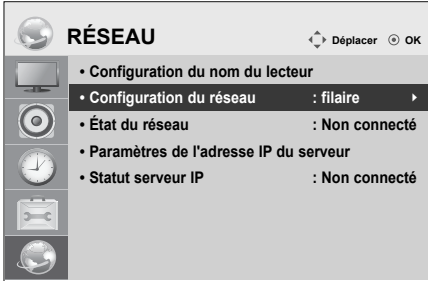 RÉSEAU
Déplacer OK
• Configuration du nom du lecteur
• Configuration du réseau : filaire
• État du réseau : Non connecté
• Paramètres de l'adresse IP du serveur
• Statut serveur IP : Non connecté